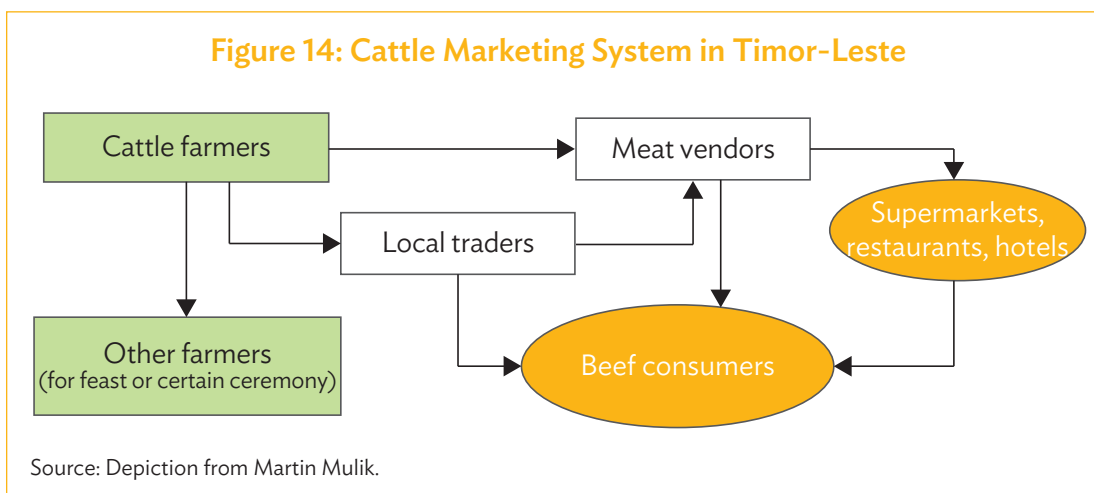 Figure 14: Cattle Marketing System in Timor-Leste
Cattle farmers
Meat vendors
Supermarkets,
restaurants, hotels
Local traders
Other farmers
(for feast or certain ceremony)
Beef consumers
Source: Depiction from Martin Mulik.